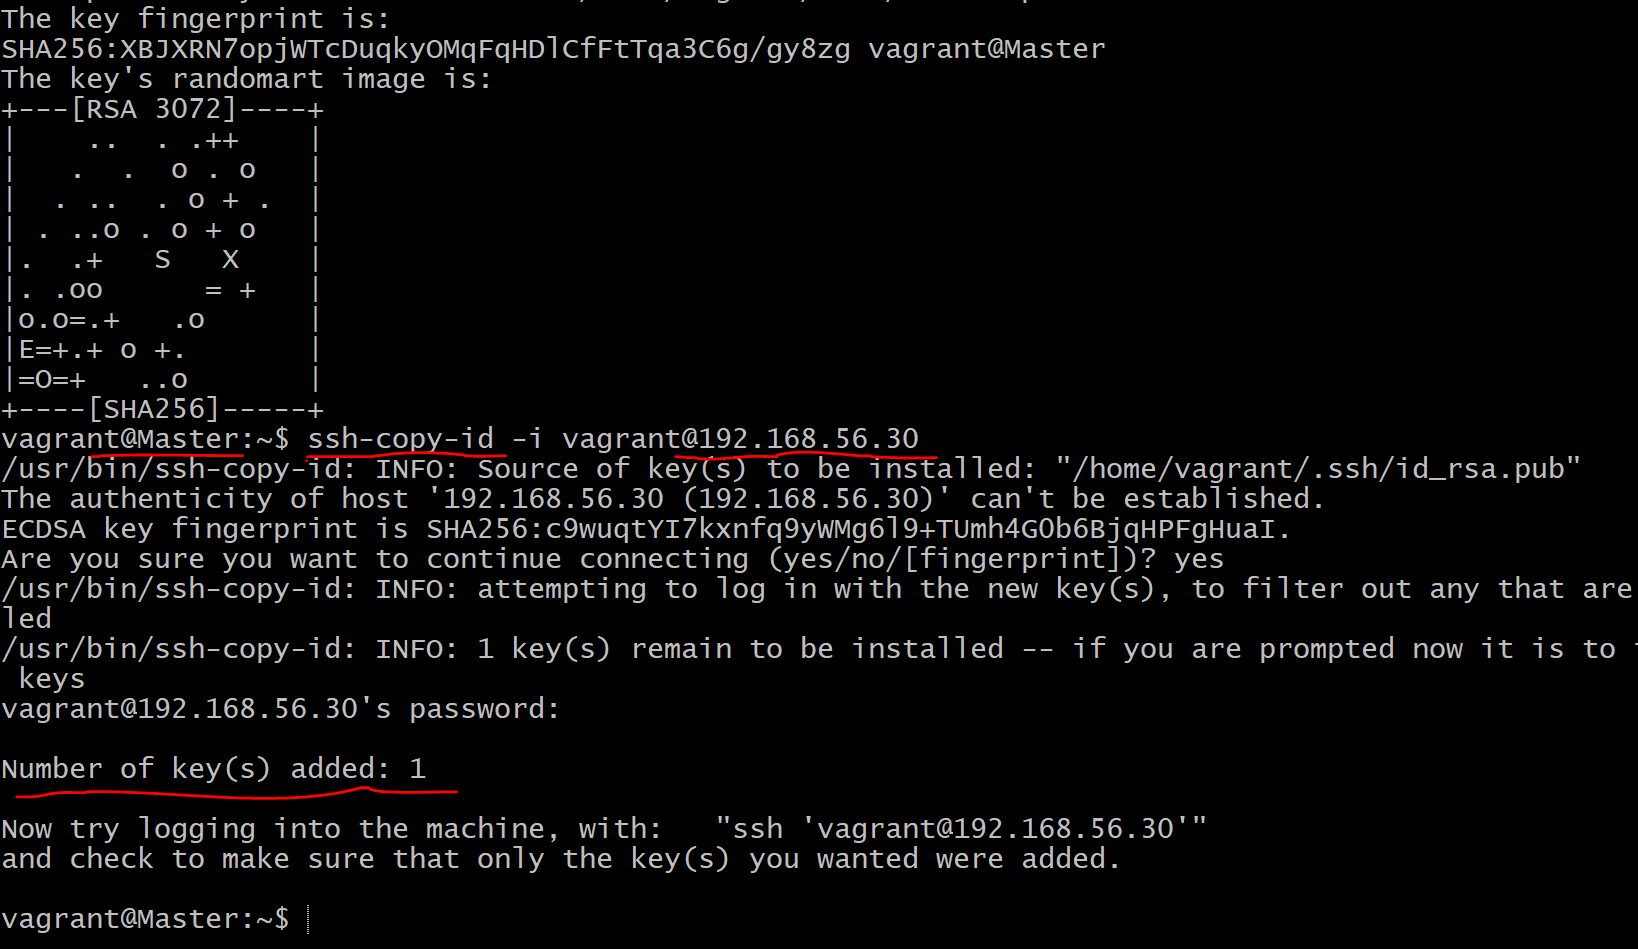 The key fingerprint is:
SHA256:XBJXRN7opjWTcDuqkyOMqFqHDlCfFtTqa3C6g/gy8zg vagrant@Master
The key's randomart image is:
+---[RSA 3072]----+
|    ..  . .++    |
|   .  .  o . o   |
|  . ..  . o + .  |
| . ..o . o + o   |
|.  .+   S   X    |
|. .oo      = +   |
|o.o=.+   .o      |
|E=+.+ o +.       |
|=O=+   ..o       |
+----[SHA256]-----+
vagrant@Master:~$ ssh-copy-id -i vagrant@192.168.56.30
/usr/bin/ssh-copy-id: INFO: Source of key(s) to be installed: "/home/vagrant/.ssh/id_rsa.pub"
The authenticity of host '192.168.56.30 (192.168.56.30)' can't be established.
ECDSA key fingerprint is SHA256:c9wuqtYI7kxnfq9yWMg6l9+TUmh4G0b6BjqHPFgHuaI.
Are you sure you want to continue connecting (yes/no/[fingerprint])? yes
/usr/bin/ssh-copy-id: INFO: attempting to log in with the new key(s), to filter out any that are
led
/usr/bin/ssh-copy-id: INFO: 1 key(s) remain to be installed -- if you are prompted now it is to
keys
vagrant@192.168.56.30's password:
Number of key(s) added: 1
Now try logging into the machine, with:   "ssh 'vagrant@192.168.56.30'"
and check to make sure that only the key(s) you wanted were added.
vagrant@Master:~$